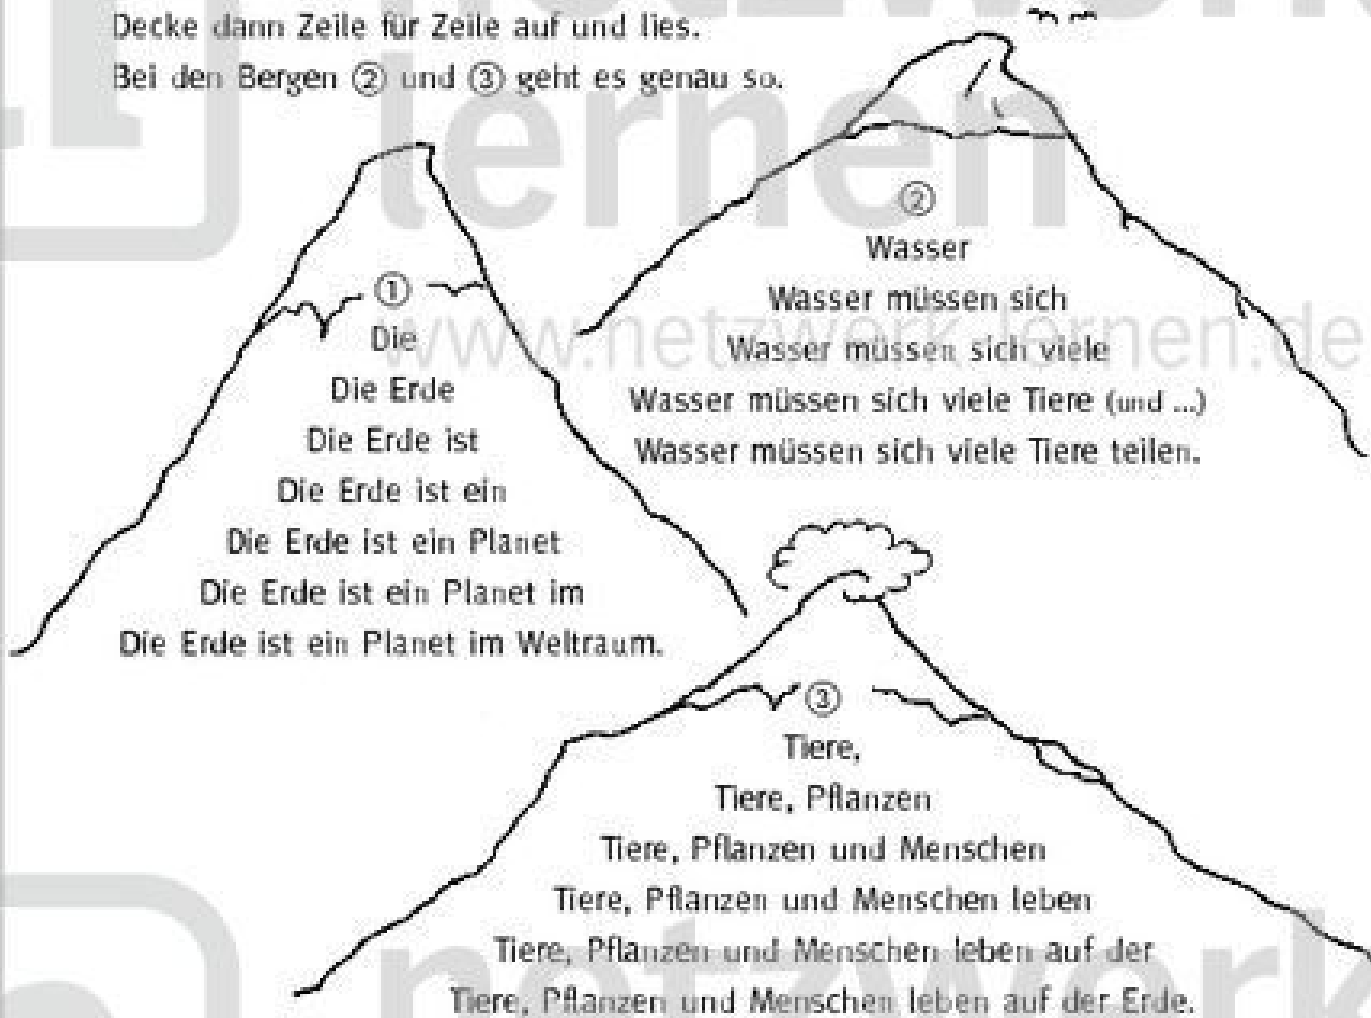 Decke dann Zeile für Zeile auf und lies.
Bei den Bergen ② und ③ geht es genau so.
①
Die
Die Erde
Die Erde ist
Die Erde ist ein
Die Erde ist ein Planet
Die Erde ist ein Planet im
Die Erde ist ein Planet im Weltraum.
②
Wasser
Wasser müssen sich
Wasser müssen sich viele
Wasser müssen sich viele Tiere (und ...)
Wasser müssen sich viele Tiere teilen.
③
Tiere,
Tiere, Pflanzen
Tiere, Pflanzen und Menschen
Tiere, Pflanzen und Menschen leben
Tiere, Pflanzen und Menschen leben auf der
Tiere, Pflanzen und Menschen leben auf der Erde.
netzwerk
lernen
www.netzwerk-lernen.de
netzwerk